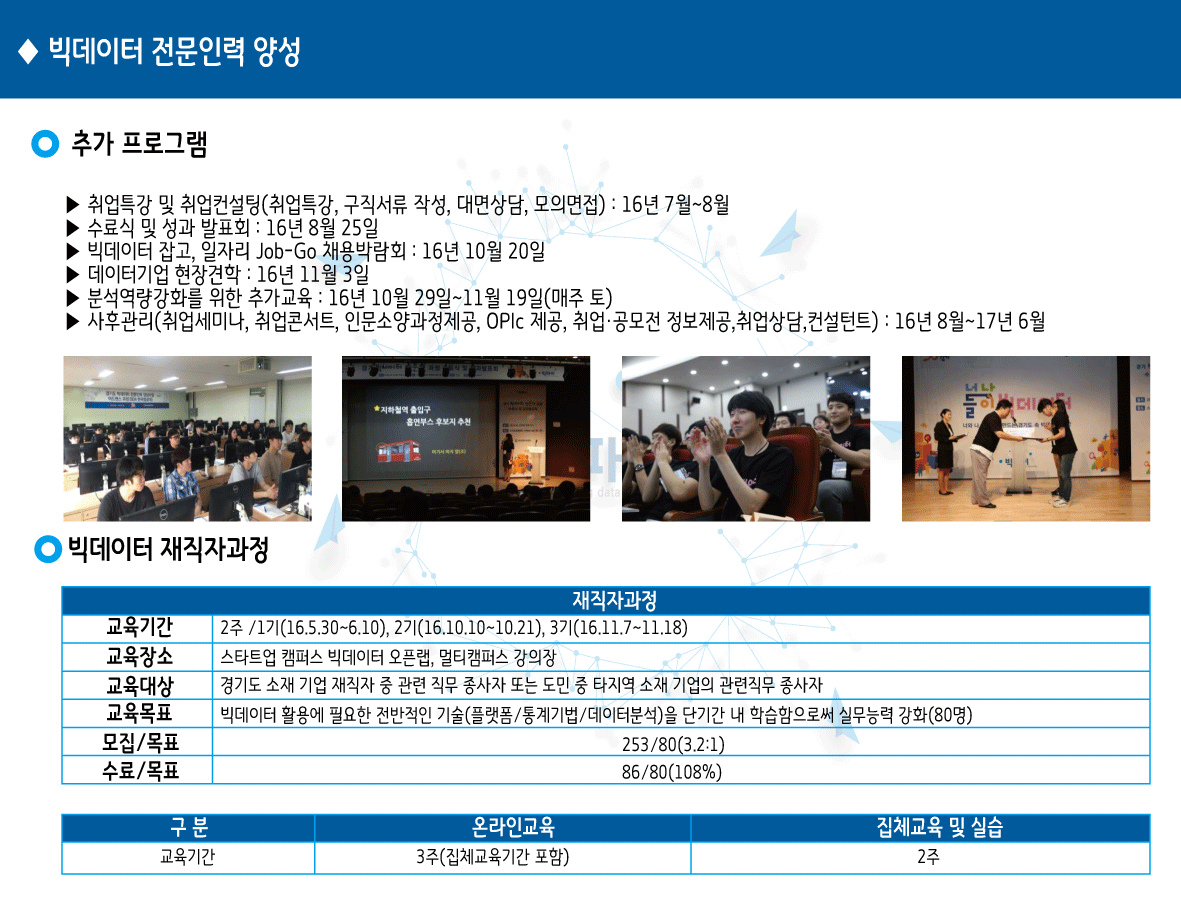 ◆ 빅데이터 전문인력 양성
추가 프로그램
▶ 취업특강 및 취업컨설팅(취업특강, 구직서류 작성, 대면상담, 모의면접) : 16년 7월~8월
▶ 수료식 및 성과 발표회 : 16년 8월 25일
▶ 빅데이터 잡고, 일자리 Job-Go 채용박람회 : 16년 10월 20일
▶ 데이터기업 현장견학 : 16년 11월 3일
▶ 분석역량강화를 위한 추가교육 : 16년 10월 29일~11월 19일(매주 토)
▶ 사후관리(취업세미나, 취업콘서트, 인문소양과정제공, OPIc 제공, 취업·공모전 정보제공,취업상담,컨설턴트) : 16년 8월~17년 6월
지하철역 출입구
흡연부스 후보지 추천
빅데이터
data
빅데이터 재직자과정
재직자과정
교육기간 2주 /1기(16.5.30~6.10), 2기(16.10.10~10.21), 3기(16.11.7~11.18)
교육장소 스타트업 캠퍼스 빅데이터 오픈랩, 멀티캠퍼스 강의장
교육대상 경기도 소재 기업 재직자 중 관련 직무 종사자 또는 도민 중 타지역 소재 기업의 관련직무 종사자
교육목표 빅데이터 활용에 필요한 전반적인 기술(플랫폼/통계기법/데이터분석)을 단기간 내 학습함으로써 실무능력 강화(80명)
모집/목표 253/80(3.2:1)
수료/목표 86/80(108%)
구 분 온라인교육 집체교육 및 실습
교육기간 3주(집체교육기간 포함) 2주